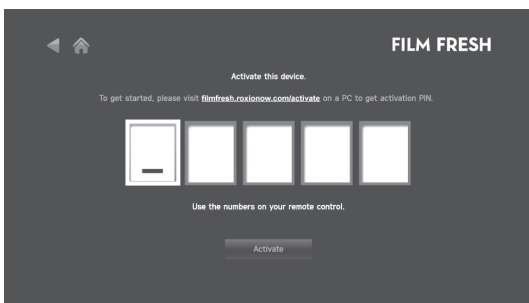 FILM FRESH
Activate this device.
To get started, please visit filmfresh.roxionow.com/activate on a PC to get activation PIN.
Use the numbers on your remote control.
Activate